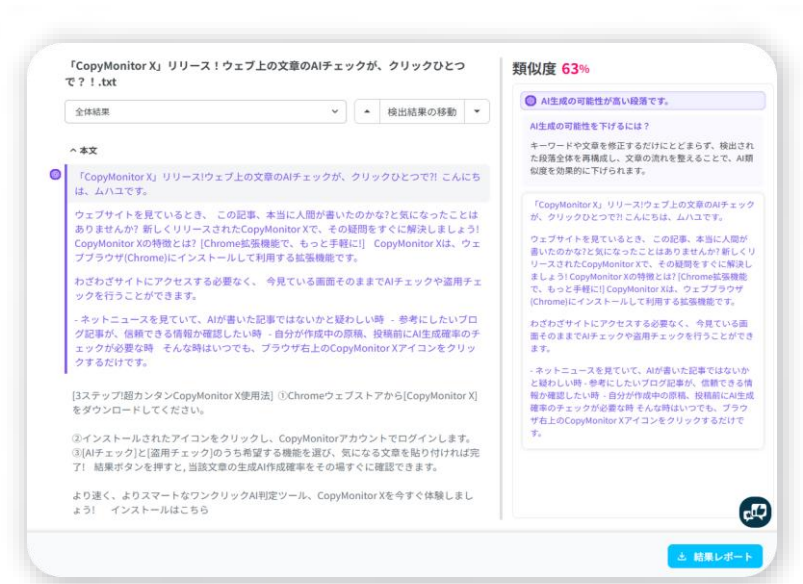 「CopyMonitor X」リリース！ウェブ上の文章のAIチェックが、クリックひとつ
で？！.txt
全体結果
検出結果の移動
本文
「CopyMonitor X」リリース!ウェブ上の文章のAIチェックが、クリックひとつで?! こんにち
は、ムハユです。
ウェブサイトを見ているとき、 この記事、本当に人間が書いたのかな?と気になったことは
ありませんか? 新しくリリースされたCopyMonitor Xで、その疑問をすぐに解決しましょう!
CopyMonitor Xの特徴とは? [Chrome拡張機能で、もっと手軽に!] CopyMonitor Xは、ウェ
ブブラウザ(Chrome)にインストールして利用する拡張機能です。
わざわざサイトにアクセスする必要なく、 今見ている画面そのままでAIチェックや盗用チェ
ックを行うことができます。
- ネットニュースを見ていて、AIが書いた記事ではないかと疑わしい時 - 参考にしたいブロ
グ記事が、信頼できる情報か確認したい時 - 自分が作成中の原稿、投稿前にAI生成確率のチ
ェックが必要な時 そんな時はいつでも、ブラウザ右上のCopyMonitor Xアイコンをクリッ
クするだけです。
[3ステップ!超カンタンCopyMonitor X使用法] ①Chromeウェブストアから[CopyMonitor X]
をダウンロードしてください。
②インストールされたアイコンをクリックし、CopyMonitorアカウントでログインします。
③[AIチェック]と[盗用チェック]のうち希望する機能を選び、気になる文章を貼り付ければ完
了! 結果ボタンを押すと, 当該文章の生成AI作成確率をその場すぐに確認できます。
より速く、よりスマートなワンクリックAI判定ツール、CopyMonitor Xを今すぐ体験しまし
ょう! インストールはこちら
類似度 63%
AI生成の可能性が高い段落です。
AI生成の可能性を下げるには？
キーワードや文章を修正するだけにとどまらず、検出され
た段落全体を再構成し、文章の流れを整えることで、AI類
似度を効果的に下げられます。
「CopyMonitor X」リリース!ウェブ上の文章のAIチェック
が、クリックひとつで?! こんにちは、ムハユです。
ウェブサイトを見ているとき、 この記事、本当に人間が
書いたのかな?と気になったことはありませんか? 新しくリ
リースされたCopyMonitor Xで、その疑問をすぐに解決し
ましょう! CopyMonitor Xの特徴とは? [Chrome拡張機能
で、もっと手軽に!] CopyMonitor Xは、ウェブブラウザ
(Chrome)にインストールして利用する拡張機能です。
わざわざサイトにアクセスする必要なく、 今見ている画
面そのままでAIチェックや盗用チェックを行うことができ
ます。
- ネットニュースを見ていて、AIが書いた記事ではないか
と疑わしい時 - 参考にしたいブログ記事が、信頼できる情
報か確認したい時 - 自分が作成中の原稿、投稿前にAI生成
確率のチェックが必要な時 そんな時はいつでも、ブラウ
ザ右上のCopyMonitor Xアイコンをクリックするだけで
す。
結果レポート